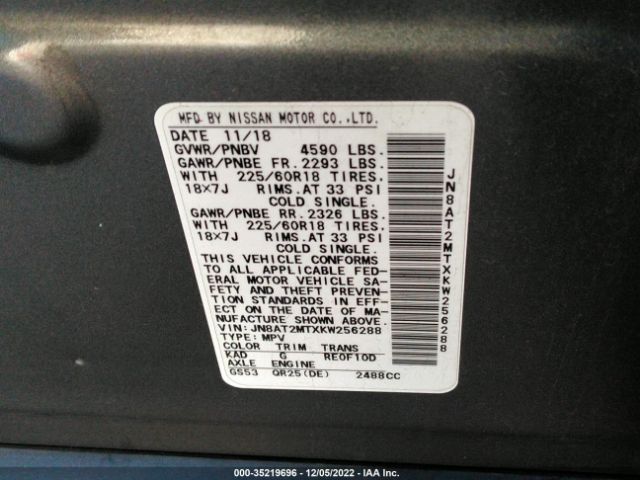 MFD BY NISSAN MOTOR CO.,LTD.
DATE 11/18
GVWR/PNBV 4590 LBS.
GAWR/PNBE FR. 2293 LBS.
WITH 225/60R18 TIRES.
18X7J RIMS. AT 33 PSI
COLD SINGLE.
GAWR/PNBE RR. 2326 LBS.
WITH 225/60R18 TIRES.
18X7J RIMS. AT 33 PSI
COLD SINGLE.
THIS VEHICLE CONFORMS
TO ALL APPLICABLE FED-
ERAL MOTOR VEHICLE SA-
FETY AND THEFT PREVEN-
TION STANDARDS IN EFF-
ECT ON THE DATE OF MA-
NUFACTURE SHOWN ABOVE.
VIN: JN8AT2MTXKW256288
TYPE: MPV
COLOR TRIM TRANS
KAD G RE0F10D
AXLE ENGINE
GS53 QR25(DE) 2488CC
JN8AT2MTXKW256288
000-35219696 - 12/05/2022 - IAA Inc.